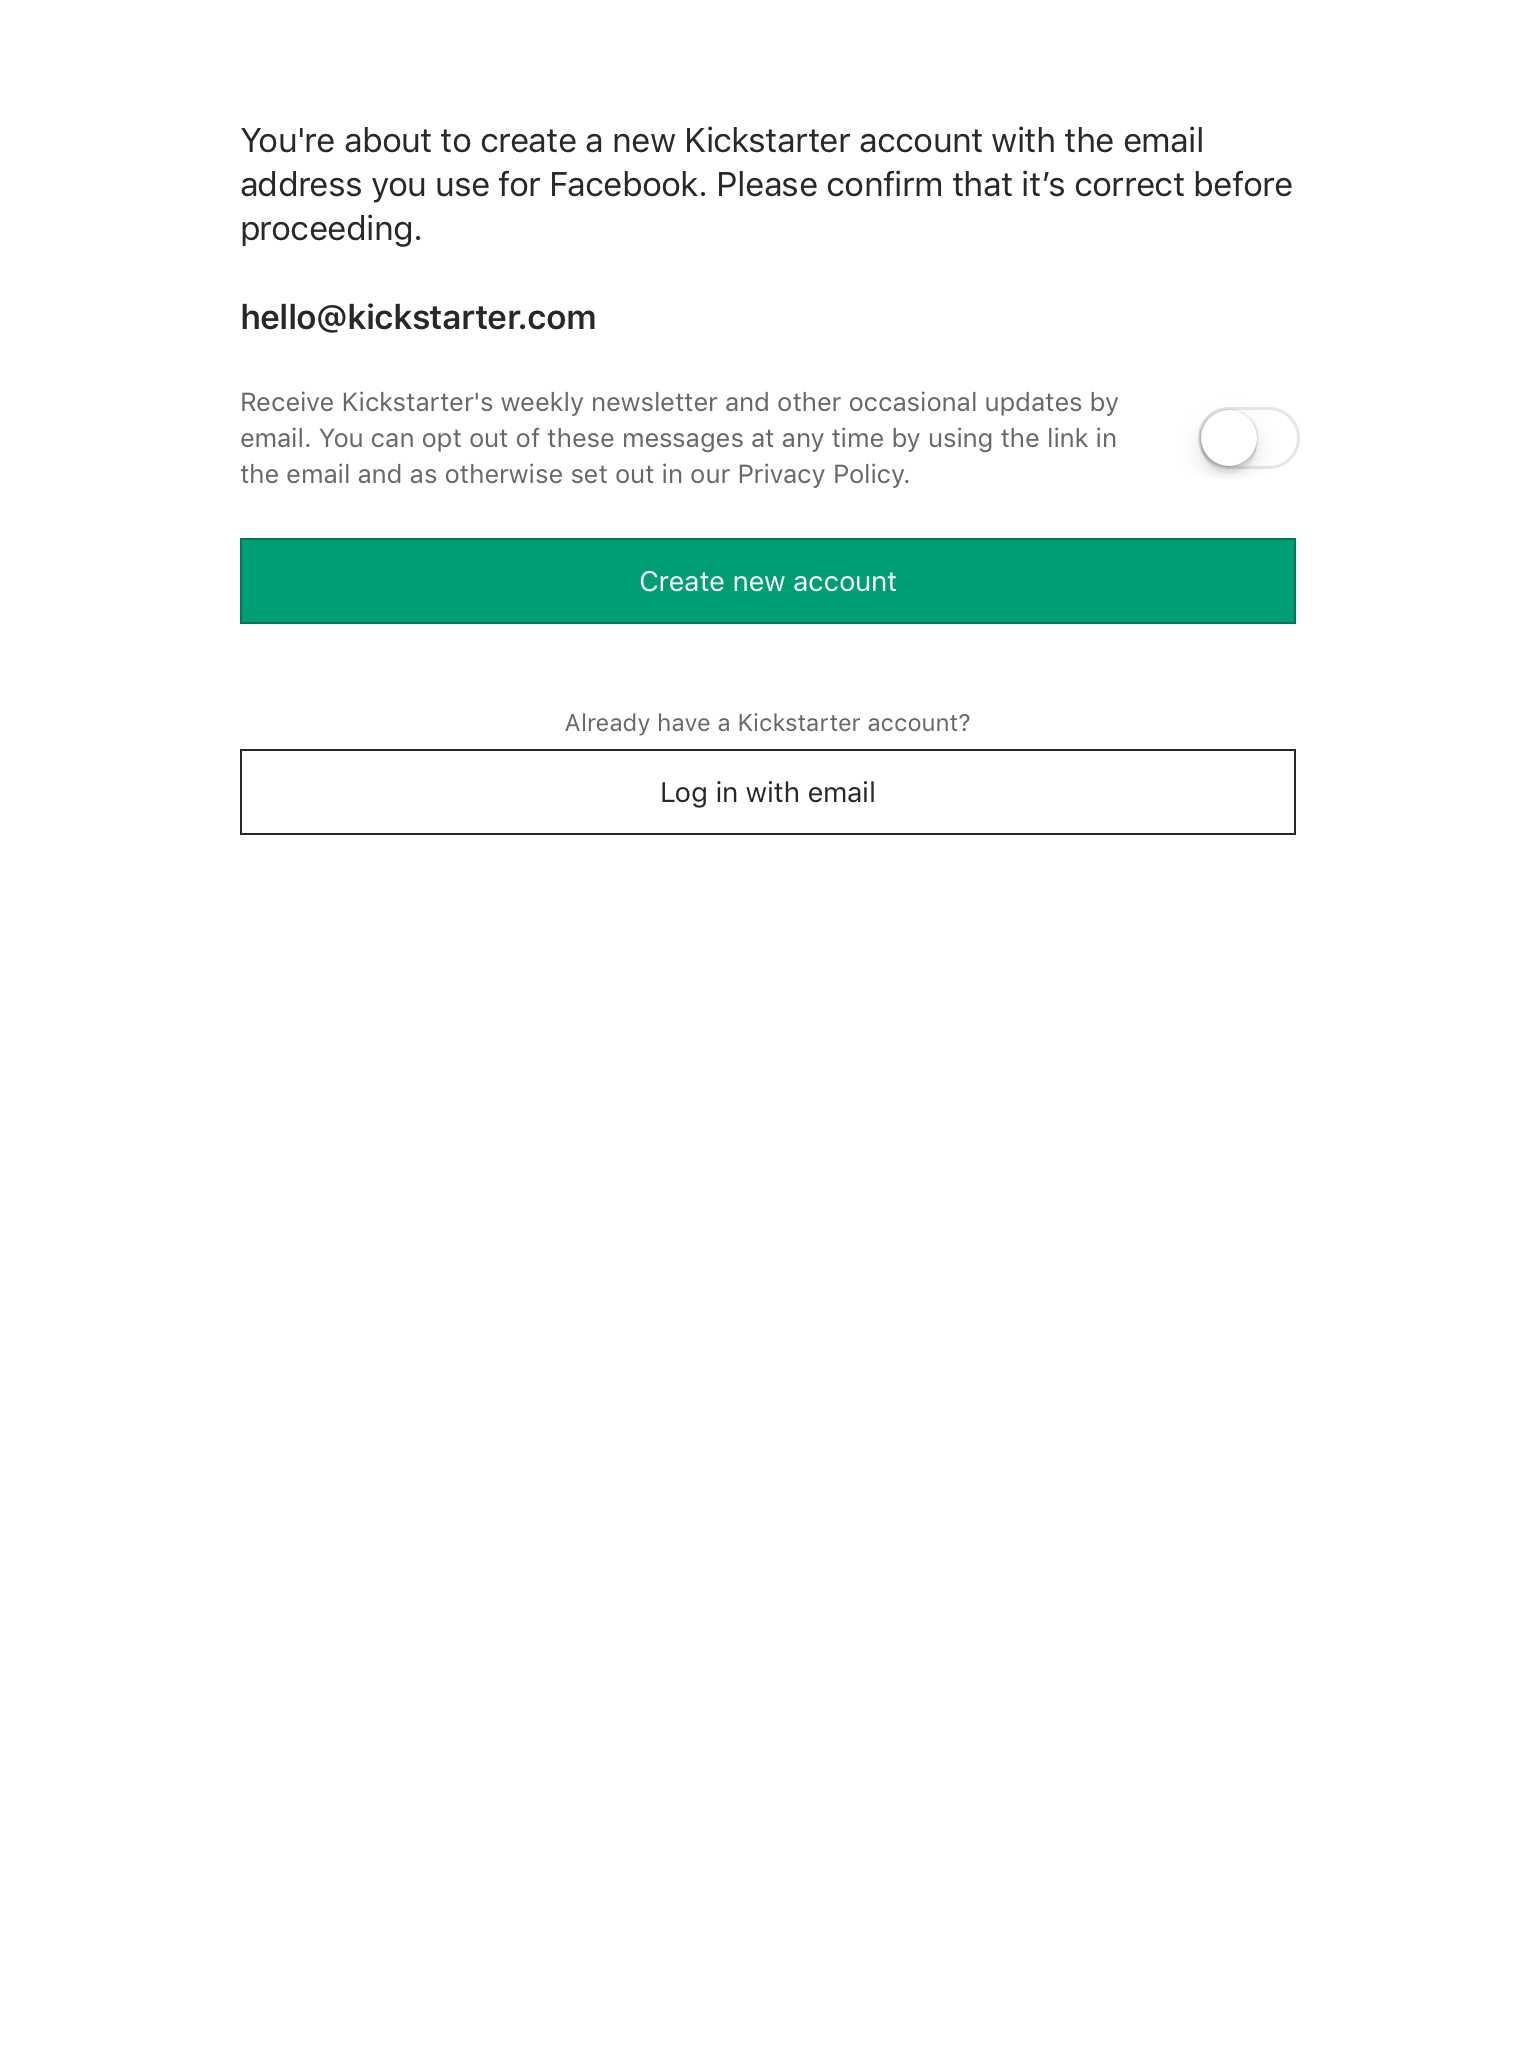 You're about to create a new Kickstarter account with the email
address you use for Facebook. Please confirm that it’s correct before
proceeding.
hello@kickstarter.com
Receive Kickstarter's weekly newsletter and other occasional updates by
email. You can opt out of these messages at any time by using the link in
the email and as otherwise set out in our Privacy Policy.
Create new account
Already have a Kickstarter account?
Log in with email